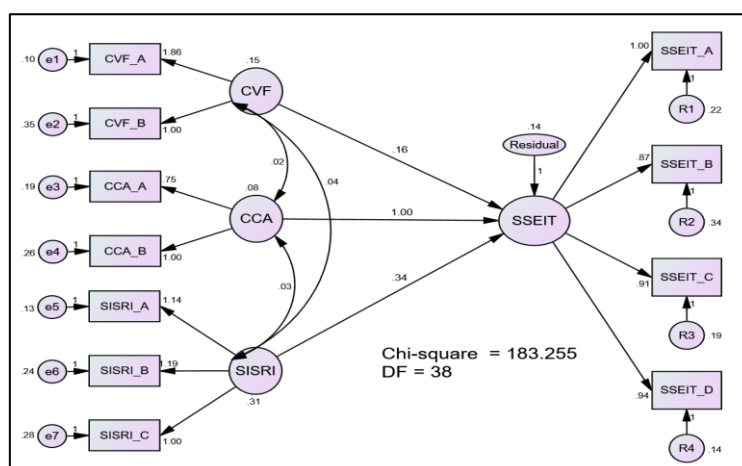 .10 e1 1 CVF_A 1.86
.15
CVF
.35 e2 1 CVF_B 1.00
.02
.04
.16
.19 e3 1 CCA_A .75
.08
CCA
1.00
.26 e4 1 CCA_B 1.00
.03
.34
.13 e5 1 SISRI_A 1.14
.24 e6 1 SISRI_B 1.19
SISRI
.31
.28 e7 1 SISRI_C 1.00
.14
Residual
1
SSEIT
Chi-square = 183.255
DF = 38
1.00 SSEIT_A
1
R1 .22
.87 SSEIT_B
1
R2 .34
.91 SSEIT_C
1
R3 .19
.94 SSEIT_D
1
R4 .14